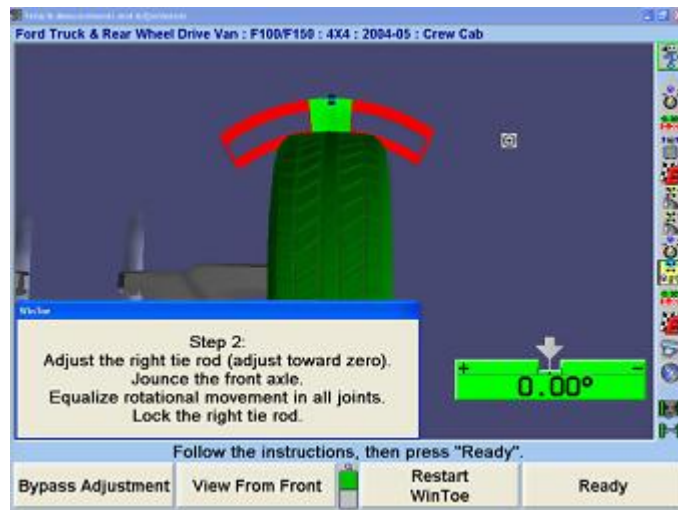 Ford Truck & Rear Wheel Drive Van : F100/F150 : 4X4 : 2004-05 : Crew Cab
WinToe
Step 2:
Adjust the right tie rod (adjust toward zero).
Jounce the front axle.
Equalize rotational movement in all joints.
Lock the right tie rod.
+ −
0.00°
Follow the instructions, then press "Ready".
Bypass Adjustment
View From Front
Restart
WinToe
Ready